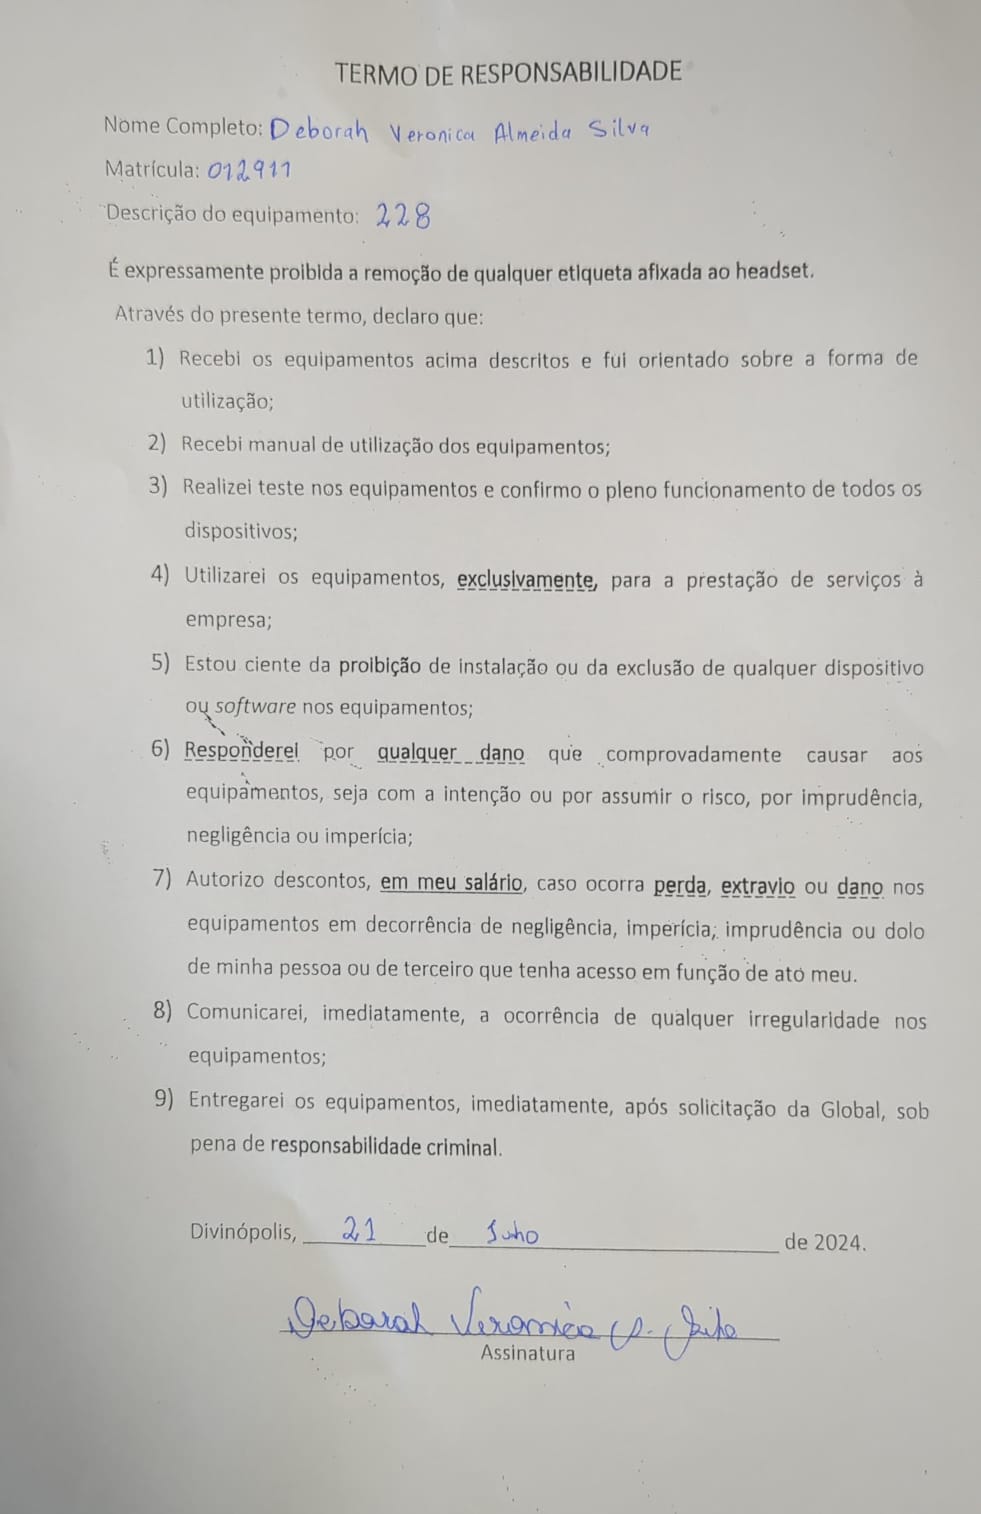 TERMO DE RESPONSABILIDADE
Nome Completo: Deborah Veronica Almeida Silva
Matrícula: 012911
Descrição do equipamento: 228
É expressamente proibida a remoção de qualquer etiqueta afixada ao headset.
Através do presente termo, declaro que:
1) Recebi os equipamentos acima descritos e fui orientado sobre a forma de
utilização;
2) Recebi manual de utilização dos equipamentos;
3) Realizei teste nos equipamentos e confirmo o pleno funcionamento de todos os
dispositivos;
4) Utilizarei os equipamentos, exclusivamente, para a prestação de serviços à
empresa;
5) Estou ciente da proibição de instalação ou da exclusão de qualquer dispositivo
ou software nos equipamentos;
6) Responderei por qualquer dano que comprovadamente causar aos
equipamentos, seja com a intenção ou por assumir o risco, por imprudência,
negligência ou imperícia;
7) Autorizo descontos, em meu salário, caso ocorra perda, extravio ou dano nos
equipamentos em decorrência de negligência, imperícia, imprudência ou dolo
de minha pessoa ou de terceiro que tenha acesso em função de ato meu.
8) Comunicarei, imediatamente, a ocorrência de qualquer irregularidade nos
equipamentos;
9) Entregarei os equipamentos, imediatamente, após solicitação da Global, sob
pena de responsabilidade criminal.
Divinópolis, 21 de de 2024.
Deborah Veronica A. Silva
Assinatura